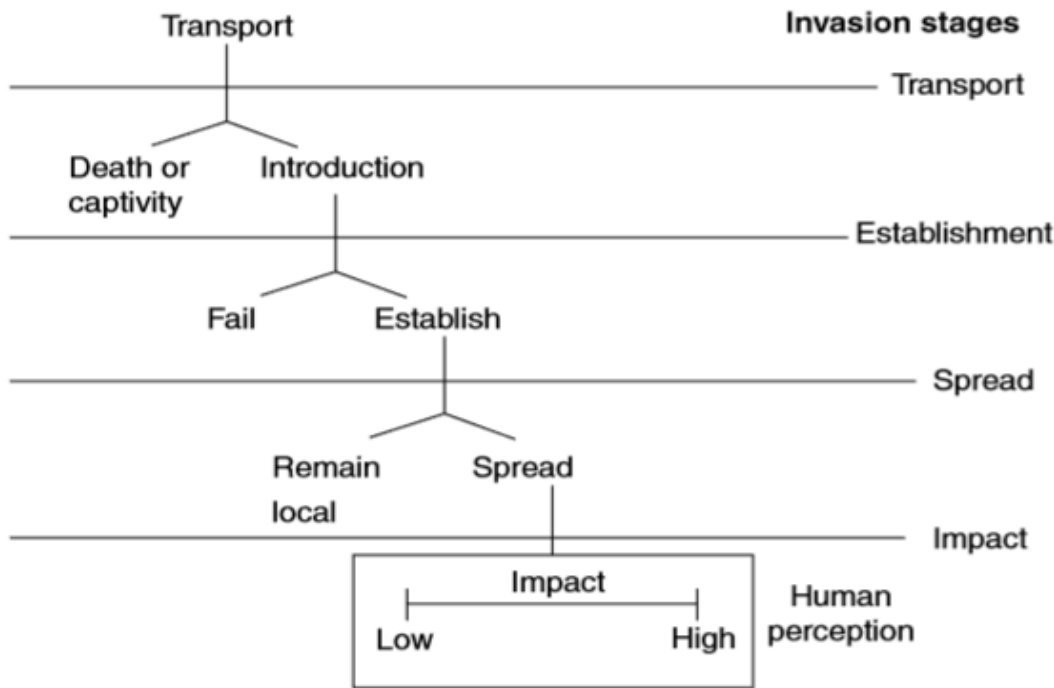 Transport
Invasion stages
Transport
Death or
captivity
Introduction
Establishment
Fail
Establish
Spread
Remain
local
Spread
Impact
Impact
Low
High
Human
perception